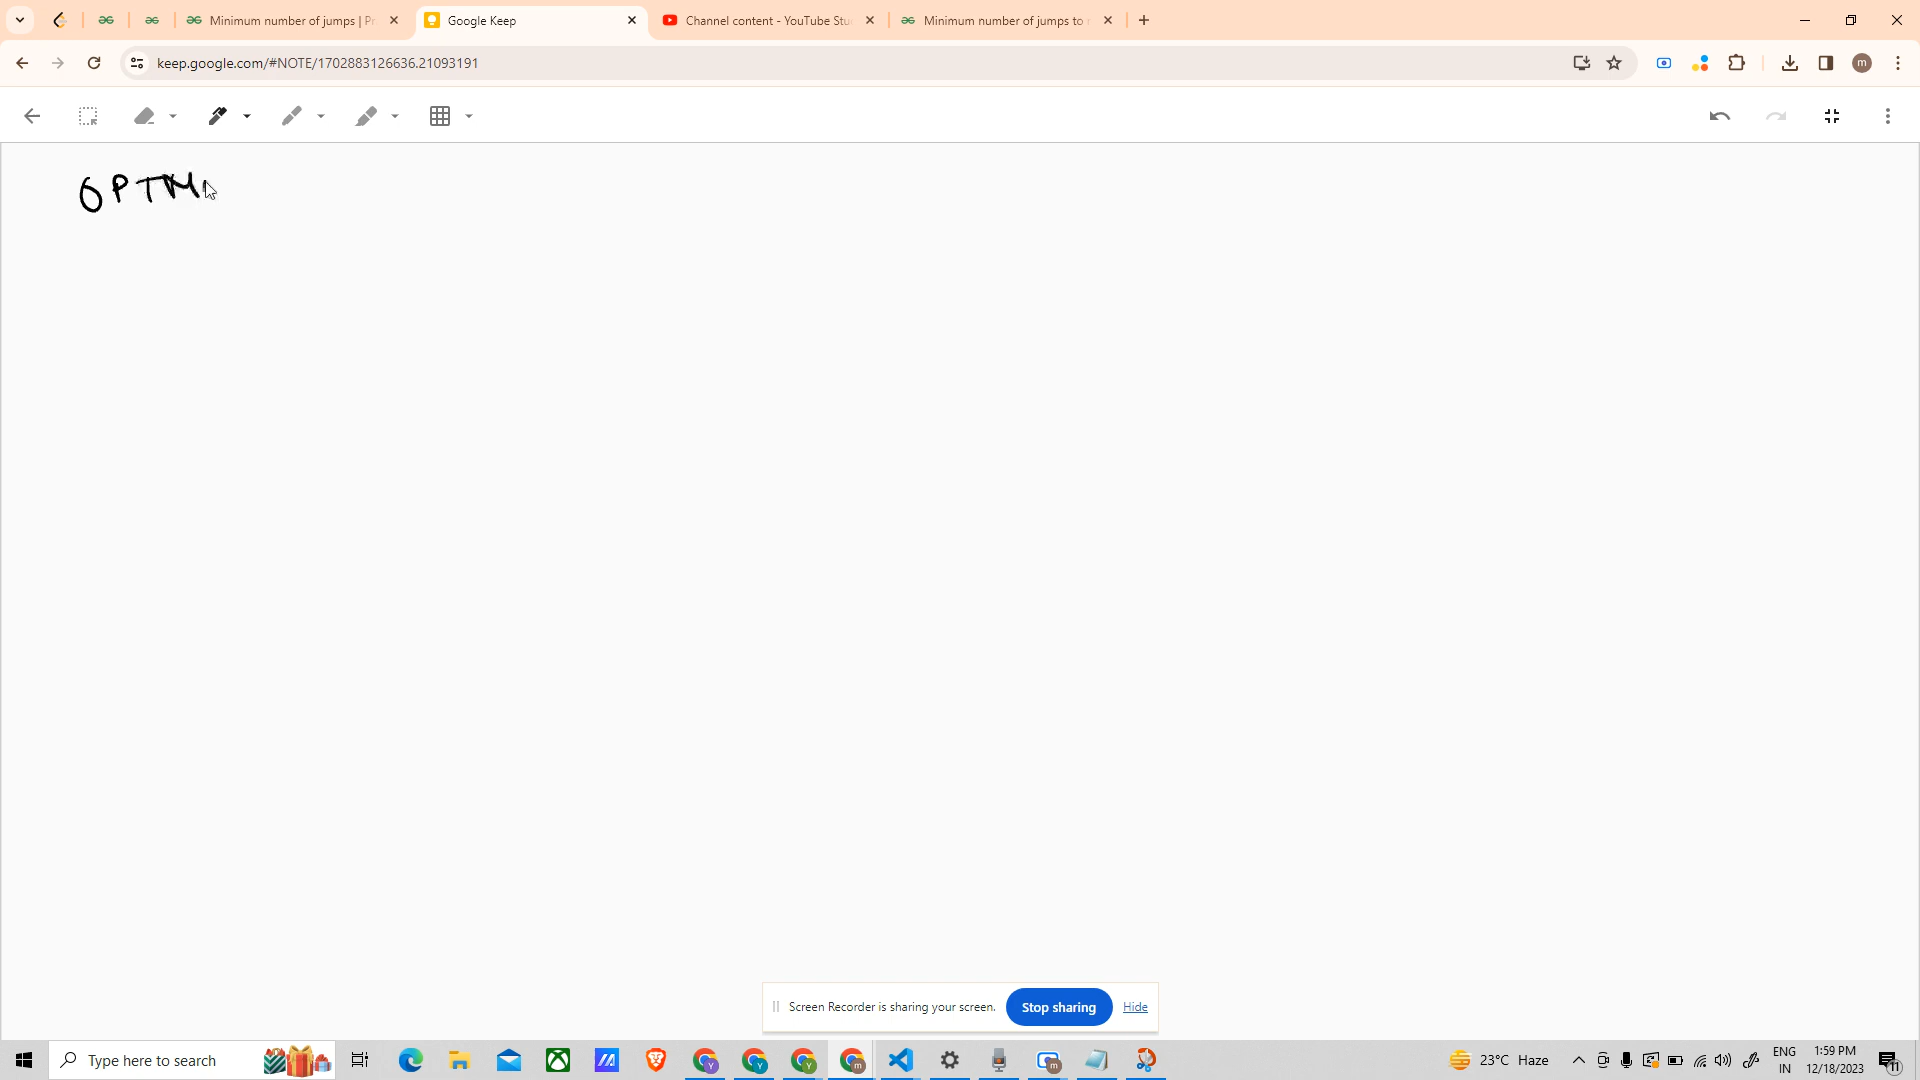 Minimum number of jumps | Pr
Google Keep
Channel content - YouTube Stu
Minimum number of jumps to r
keep.google.com/#NOTE/1702883126636.21093191
m
OPTM
Screen Recorder is sharing your screen.
Stop sharing
Hide
Type here to search
23°C Haze
ENG
IN
1:59 PM
12/18/2023
11